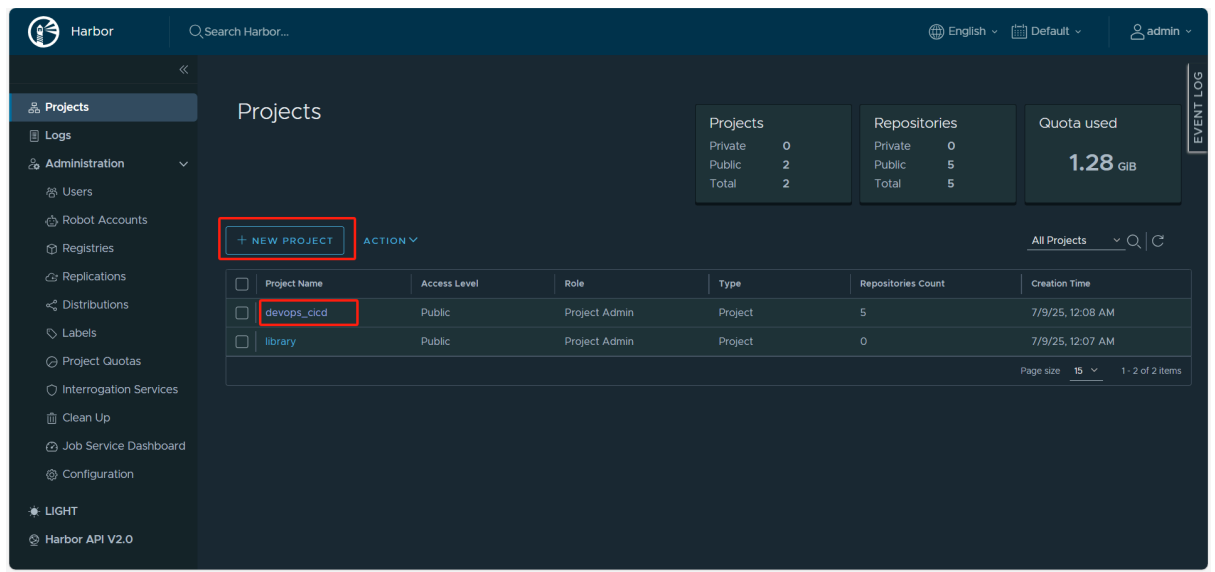 Harbor
Search Harbor...
English
Default
admin
EVENT LOG
Projects
Logs
Administration
Users
Robot Accounts
Registries
Replications
Distributions
Labels
Project Quotas
Interrogation Services
Clean Up
Job Service Dashboard
Configuration
LIGHT
Harbor API V2.0
Projects
Projects
Private 0
Public 2
Total 2
Repositories
Private 0
Public 5
Total 5
Quota used
1.28 GiB
+ NEW PROJECT ACTION
All Projects
Project Name Access Level Role Type Repositories Count Creation Time
devops_cicd Public Project Admin Project 5 7/9/25, 12:08 AM
library Public Project Admin Project 0 7/9/25, 12:07 AM
Page size 15 1 - 2 of 2 items